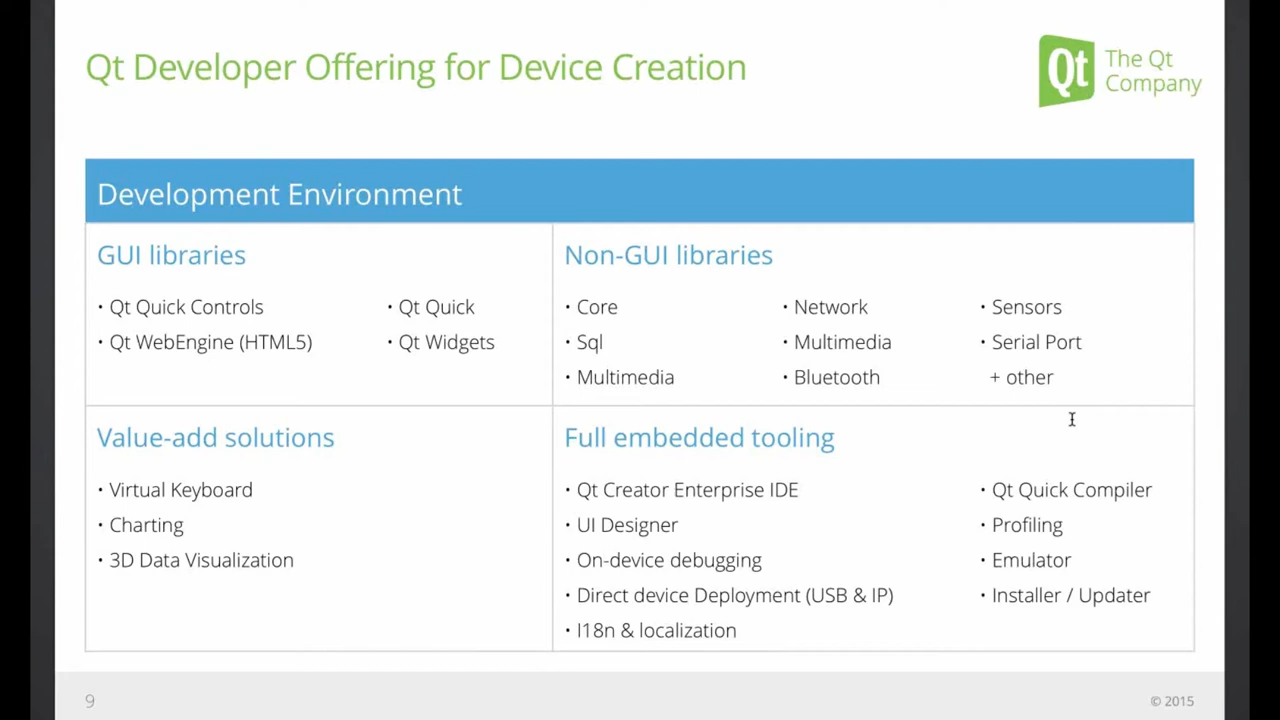 Qt Developer Offering for Device Creation
Qt
The Qt
Company
Development Environment
GUI libraries
• Qt Quick Controls
• Qt WebEngine (HTML5)
• Qt Quick
• Qt Widgets
Non-GUI libraries
• Core
• Sql
• Multimedia
• Network
• Multimedia
• Bluetooth
• Sensors
• Serial Port
+ other
Value-add solutions
• Virtual Keyboard
• Charting
• 3D Data Visualization
Full embedded tooling
• Qt Creator Enterprise IDE
• UI Designer
• On-device debugging
• Direct device Deployment (USB & IP)
• I18n & localization
• Qt Quick Compiler
• Profiling
• Emulator
• Installer / Updater
9
© 2015